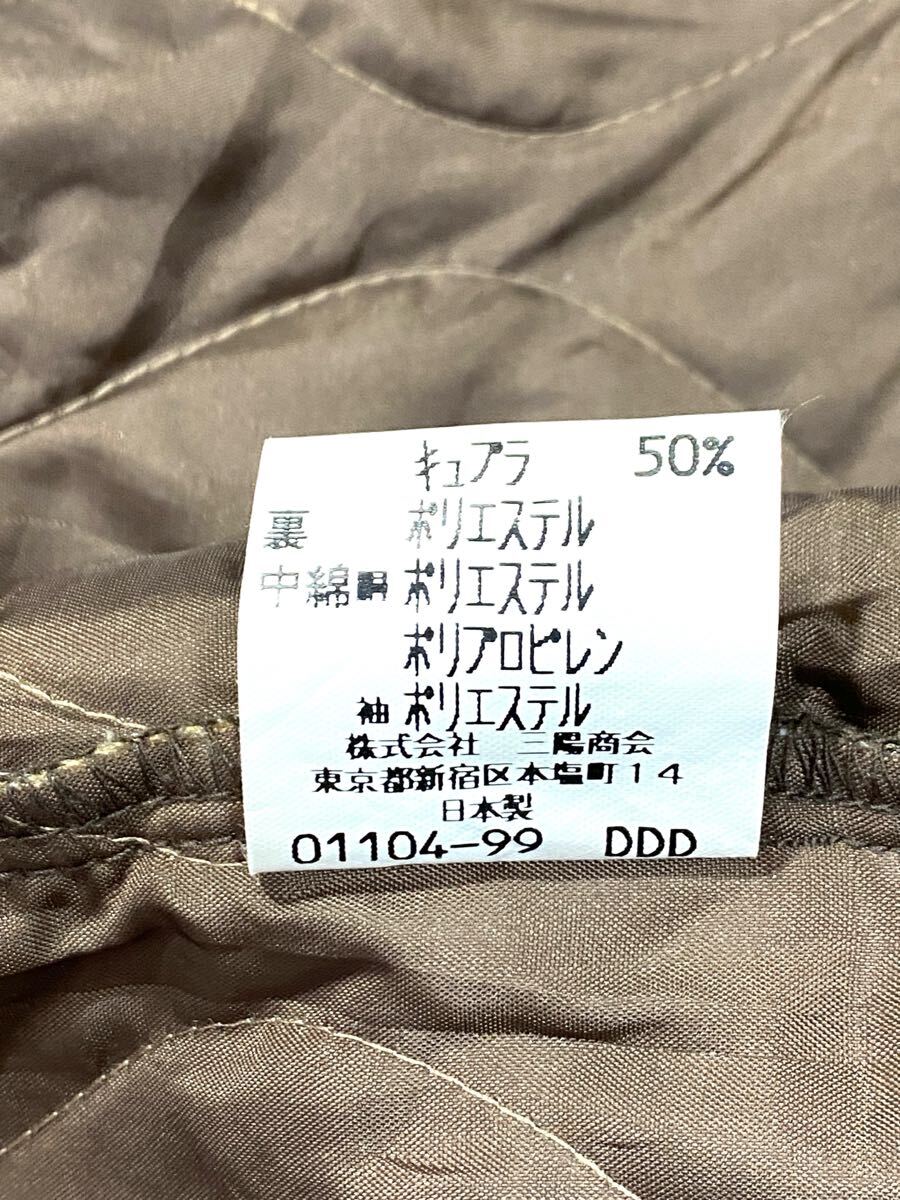 キュプラ 50%
裏 ポリエステル
中綿 胴 ポリエステル
ポリプロピレン
袖 ポリエステル
株式会社 三陽商会
東京都新宿区本塩町14
日本製
01104-99 DDD